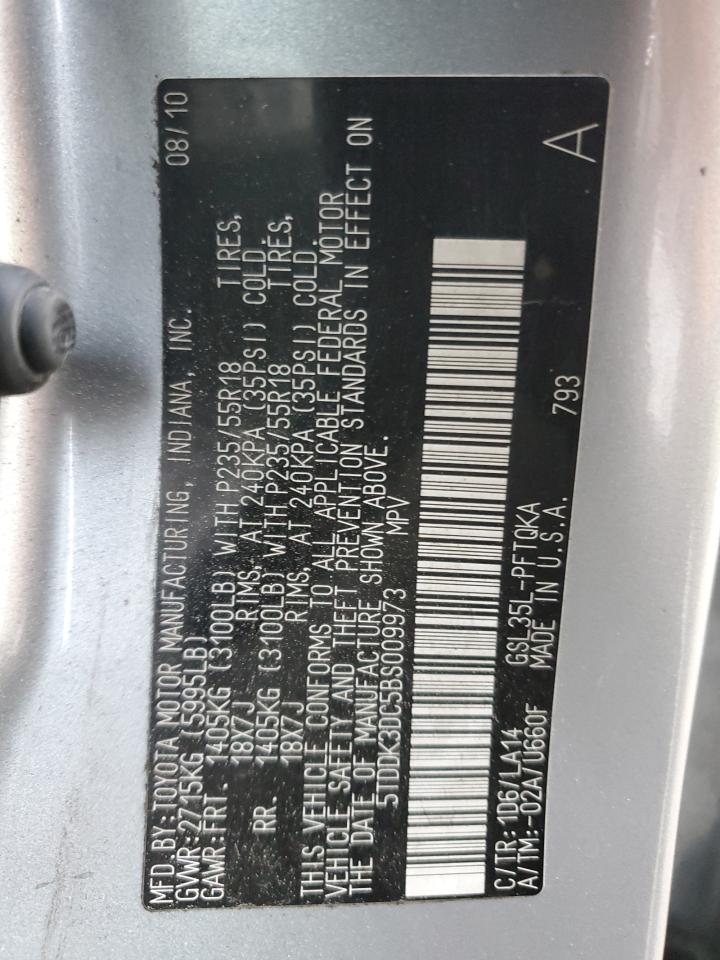 MFD.BY:TOYOTA MOTOR MANUFACTURING, INDIANA, INC. 08/10
GVWR:2715KG (5995LB)
GAWR:FRT. 1405KG (3100LB) WITH P235/55R18 TIRES,
18X7J RIMS, AT 240KPA (35PSI) COLD.
RR. 1405KG (3100LB) WITH P235/55R18 TIRES,
18X7J RIMS, AT 240KPA (35PSI) COLD.
THIS VEHICLE CONFORMS TO ALL APPLICABLE FEDERAL MOTOR
VEHICLE SAFETY AND THEFT PREVENTION STANDARDS IN EFFECT ON
THE DATE OF MANUFACTURE SHOWN ABOVE.
5TDDK3DC5BS009973 MPV
C/TR:1D6/LA14 GSL35L-PFTQKA 793 A
A/TM:-02A/U660F MADE IN U.S.A.